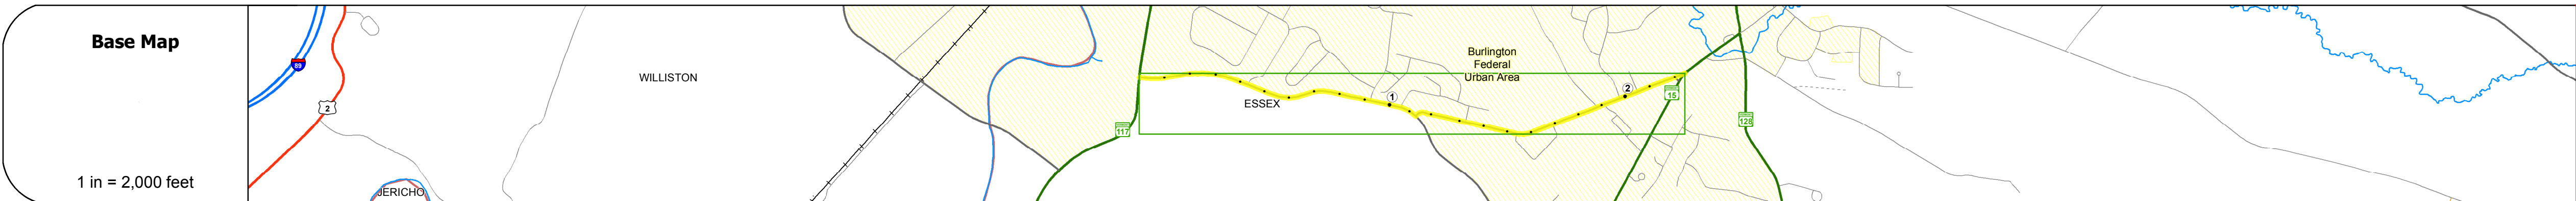 Base Map
1 in = 2,000 feet
89
2
WILLISTON
JERICHO
117
ESSEX
1
Burlington
Federal
Urban Area
2
15
128